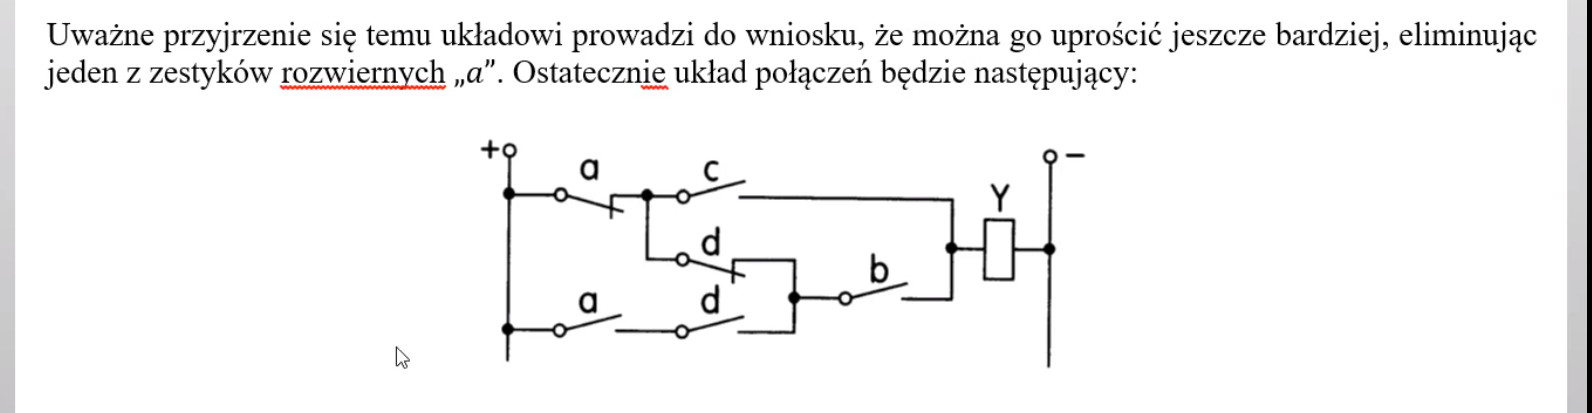 Uważne przyjrzenie się temu układowi prowadzi do wniosku, że można go uprościć jeszcze bardziej, eliminując
jeden z zestyków rozwiernych „a”. Ostatecznie układ połączeń będzie następujący:
+ −
a c
Y
d
b
a d